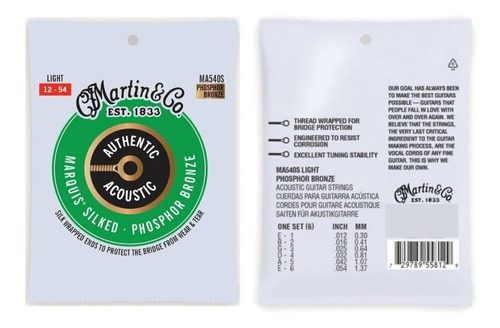 LIGHT
12 - 54
Martin & Co.
EST. 1833
MA540S
PHOSPHOR
BRONZE
AUTHENTIC
ACOUSTIC
MARQUIS® SILKED · PHOSPHOR BRONZE
SILK WRAPPED ENDS TO PROTECT THE BRIDGE FROM WEAR & TEAR
THREAD WRAPPED FOR
BRIDGE PROTECTION
ENGINEERED TO RESIST
CORROSION
EXCELLENT TUNING STABILITY
MA540S LIGHT
PHOSPHOR BRONZE
ACOUSTIC GUITAR STRINGS
CUERDAS PARA GUITARRA ACÚSTICA
CORDES POUR GUITARE ACOUSTIQUE
SAITEN FÜR AKUSTIKGITARRE
ONE SET (6) INCH MM
E - 1 .012 0.30
B - 2 .016 0.41
G - 3 .025 0.64
D - 4 .032 0.81
A - 5 .042 1.07
E - 6 .054 1.37
OUR GOAL HAS ALWAYS BEEN
TO MAKE THE BEST GUITARS
POSSIBLE — GUITARS THAT
PEOPLE FALL IN LOVE WITH
OVER AND OVER AGAIN. WE
BELIEVE THAT THE STRINGS,
THE VERY LAST CRITICAL
INGREDIENT TO THE GUITAR
MAKING PROCESS, ARE THE
VOCAL CORDS OF ANY FINE
GUITAR. THIS IS WHY WE
MAKE OUR OWN.
Martin & Co.
EST. 1833
7 29789 55812 9